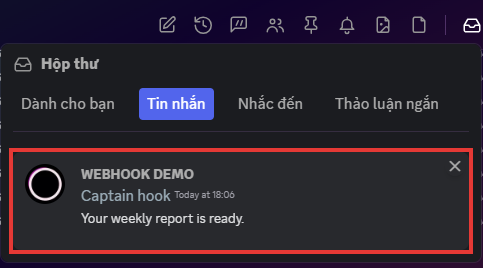 Hộp thư
Dành cho bạn Tin nhắn Nhắc đến Thảo luận ngắn
WEBHOOK DEMO
Captain hook Today at 18:06
Your weekly report is ready.